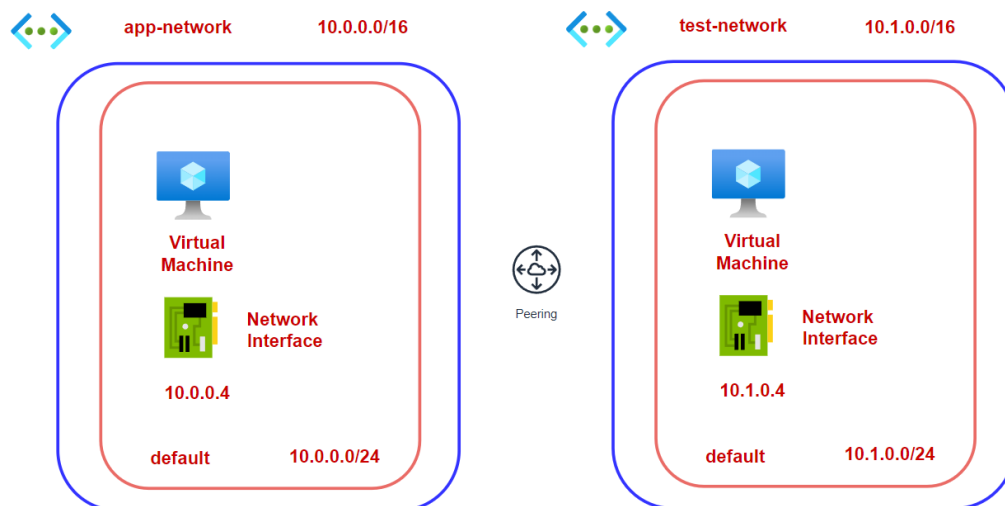 app-network 10.0.0.0/16
Virtual
Machine
Network
Interface
10.0.0.4
default 10.0.0.0/24
Peering
test-network 10.1.0.0/16
Virtual
Machine
Network
Interface
10.1.0.4
default 10.1.0.0/24